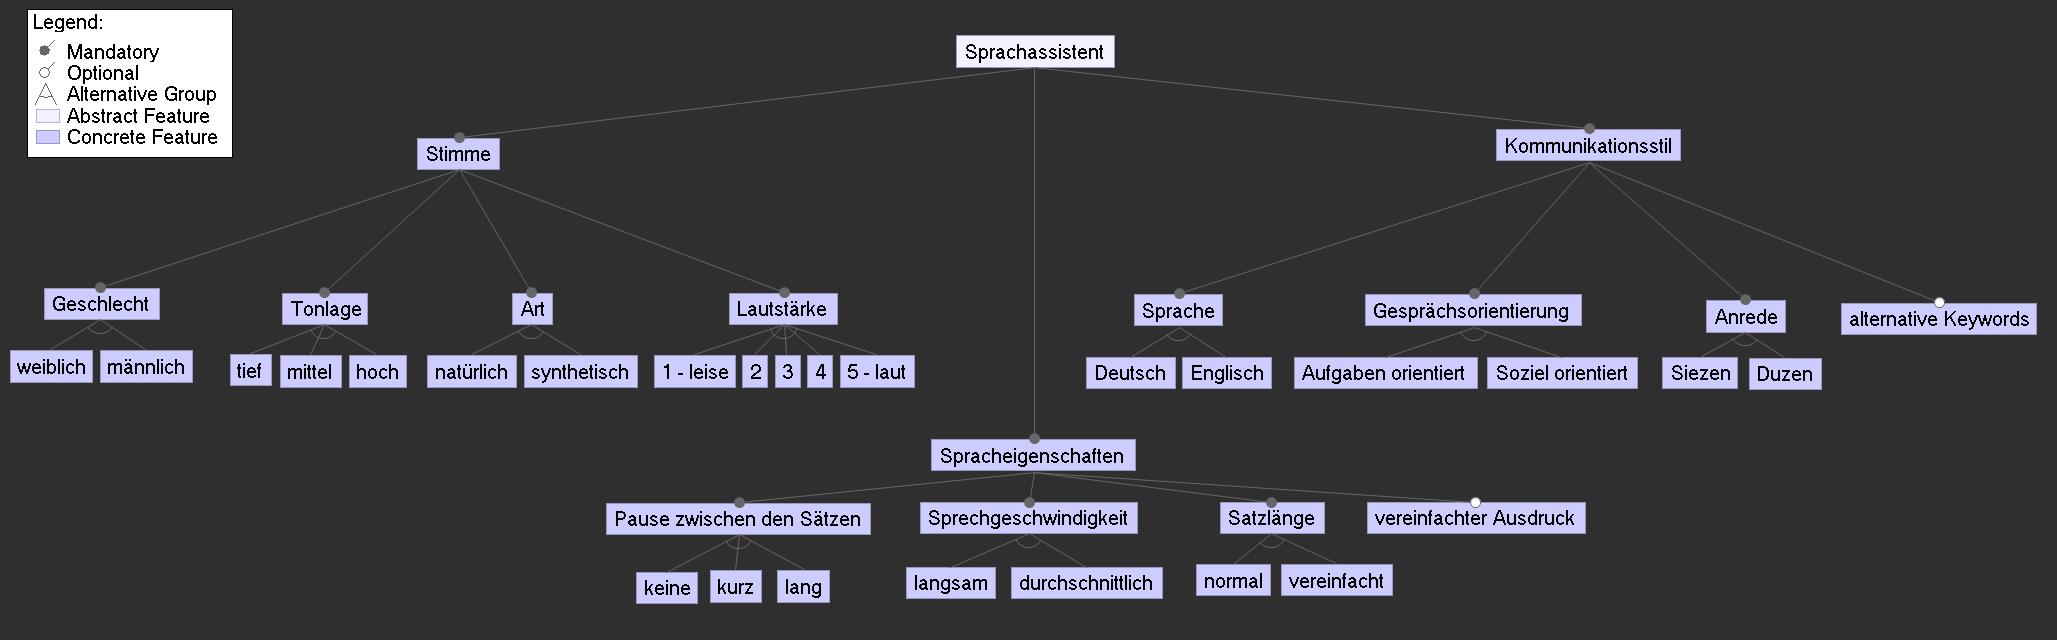 Legend:
Mandatory
Optional
Alternative Group
Abstract Feature
Concrete Feature
Sprachassistent
Stimme
Kommunikationsstil
Geschlecht
Tonlage
Art
Lautstärke
Sprache
Gesprächsorientierung
Anrede
alternative Keywords
weiblich
männlich
tief
mittel
hoch
natürlich
synthetisch
1 - leise
2
3
4
5 - laut
Deutsch
Englisch
Aufgaben orientiert
Soziel orientiert
Siezen
Duzen
Spracheigenschaften
Pause zwischen den Sätzen
Sprechgeschwindigkeit
Satzlänge
vereinfachter Ausdruck
keine
kurz
lang
langsam
durchschnittlich
normal
vereinfacht